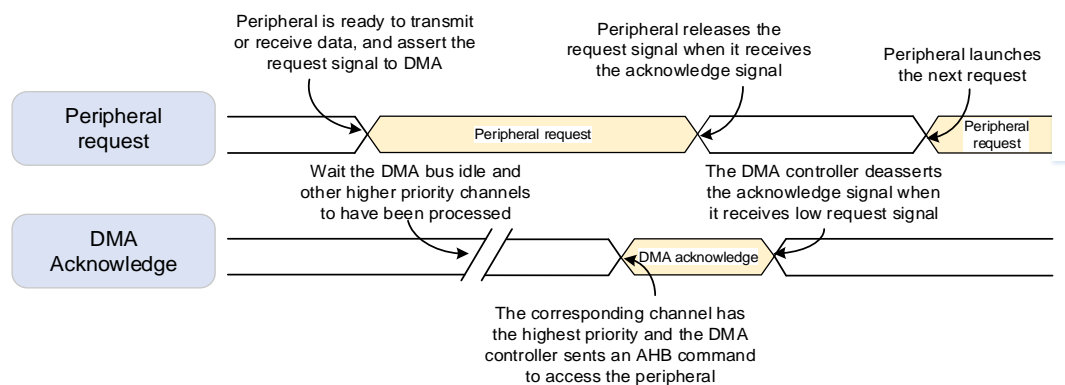 Peripheral is ready to transmit
or receive data, and assert the
request signal to DMA
Peripheral releases the
request signal when it receives
the acknowledge signal
Peripheral launches
the next request
Peripheral
request
Peripheral request
Peripheral
request
Wait the DMA bus idle and
other higher priority channels
to have been processed
The DMA controller deasserts
the acknowledge signal when
it receives low request signal
DMA
Acknowledge
DMA acknowledge
The corresponding channel has
the highest priority and the DMA
controller sents an AHB command
to access the peripheral